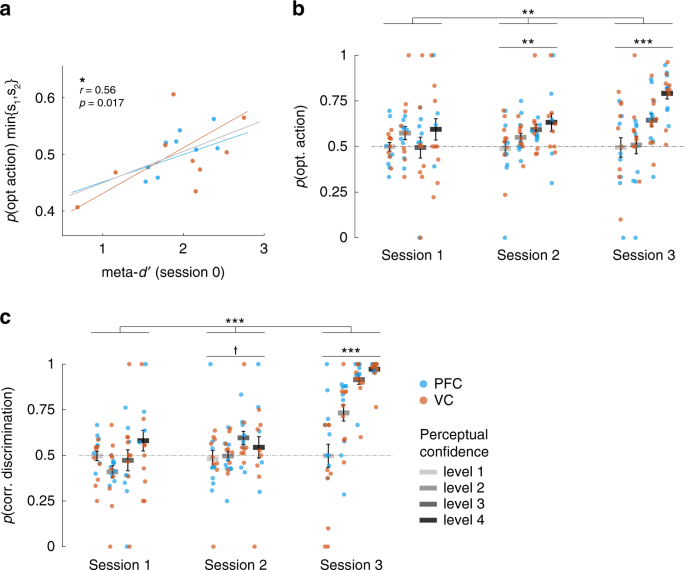 a
*
r = 0.56
p = 0.017
p(opt action) min{s₁,s₂}
0.6
0.5
0.4
1
2
3
meta-d′ (session 0)
b
**
**
***
p(opt. action)
1
0.75
0.5
0.25
0
Session 1
Session 2
Session 3
c
***
†
***
p(corr. discrimination)
1
0.75
0.5
0.25
0
Session 1
Session 2
Session 3
PFC
VC
Perceptual
confidence
level 1
level 2
level 3
level 4